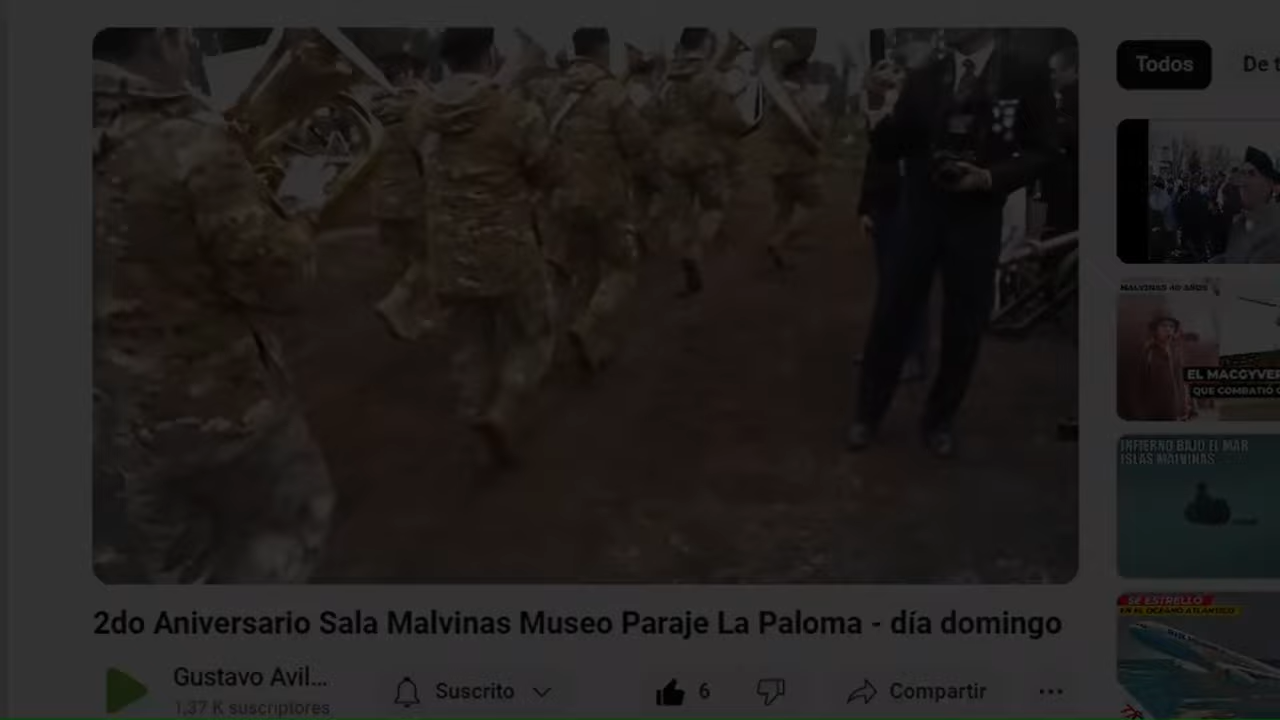 Todos
De t
MALVINAS 40 AÑOS
EL MACGYVER
QUE COMBATIÓ
INFIERNO BAJO EL MAR
ISLAS MALVINAS
SE ESTRELLÓ
EN EL OCÉANO ATLÁNTICO
2do Aniversario Sala Malvinas Museo Paraje La Paloma - día domingo
Gustavo Avil...
1,37 K suscriptores
Suscrito
6
Compartir